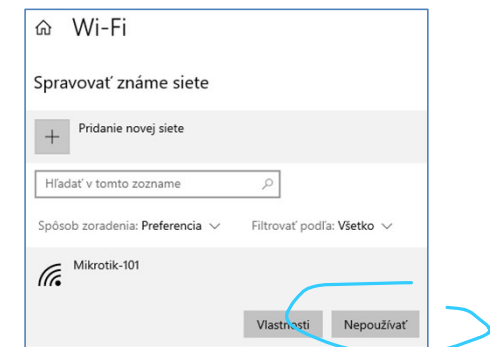 Wi-Fi
Spravovať známe siete
Pridanie novej siete
Hľadať v tomto zozname
Spôsob zoradenia: Preferencia Filtrovať podľa: Všetko
Mikrotik-101
Vlastnosti Nepoužívať